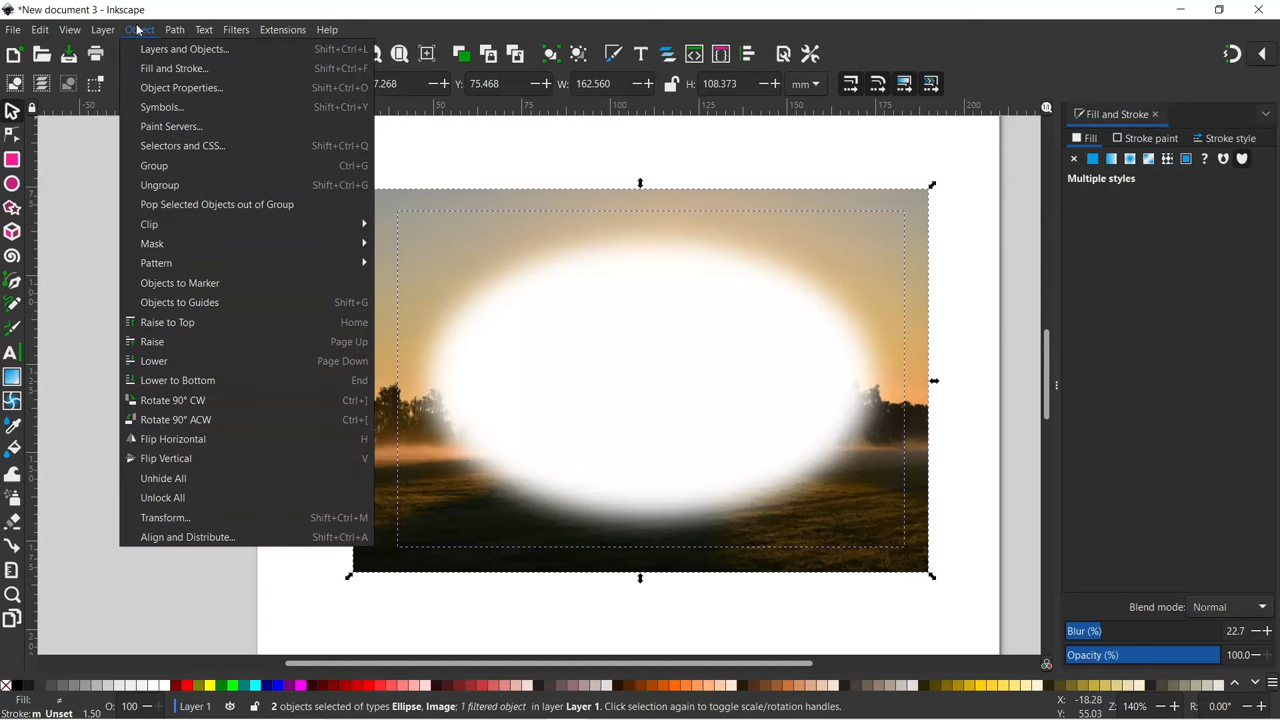 *New document 3 - Inkscape
File Edit View Layer Object Path Text Filters Extensions Help
7.268 Y: 75.468 W: 162.560 H: 108.373 mm
-50 50 75 100 125 150 175 200
Layers and Objects... Shift+Ctrl+L
Fill and Stroke... Shift+Ctrl+F
Object Properties... Shift+Ctrl+O
Symbols... Shift+Ctrl+Y
Paint Servers...
Selectors and CSS... Shift+Ctrl+Q
Group Ctrl+G
Ungroup Shift+Ctrl+G
Pop Selected Objects out of Group
Clip
Mask
Pattern
Objects to Marker
Objects to Guides Shift+G
Raise to Top Home
Raise Page Up
Lower Page Down
Lower to Bottom End
Rotate 90° CW Ctrl+]
Rotate 90° ACW Ctrl+[
Flip Horizontal H
Flip Vertical V
Unhide All
Unlock All
Transform... Shift+Ctrl+M
Align and Distribute... Shift+Ctrl+A
Fill and Stroke
Fill Stroke paint Stroke style
Multiple styles
Blend mode: Normal
Blur (%) 22.7
Opacity (%) 100.0
Fill: ≠
Stroke: m Unset 1.50
O: 100
Layer 1
2 objects selected of types Ellipse, Image; 1 filtered object in layer Layer 1. Click selection again to toggle scale/rotation handles.
X: -18.28
Y: 55.03
Z: 140%
R: 0.00°